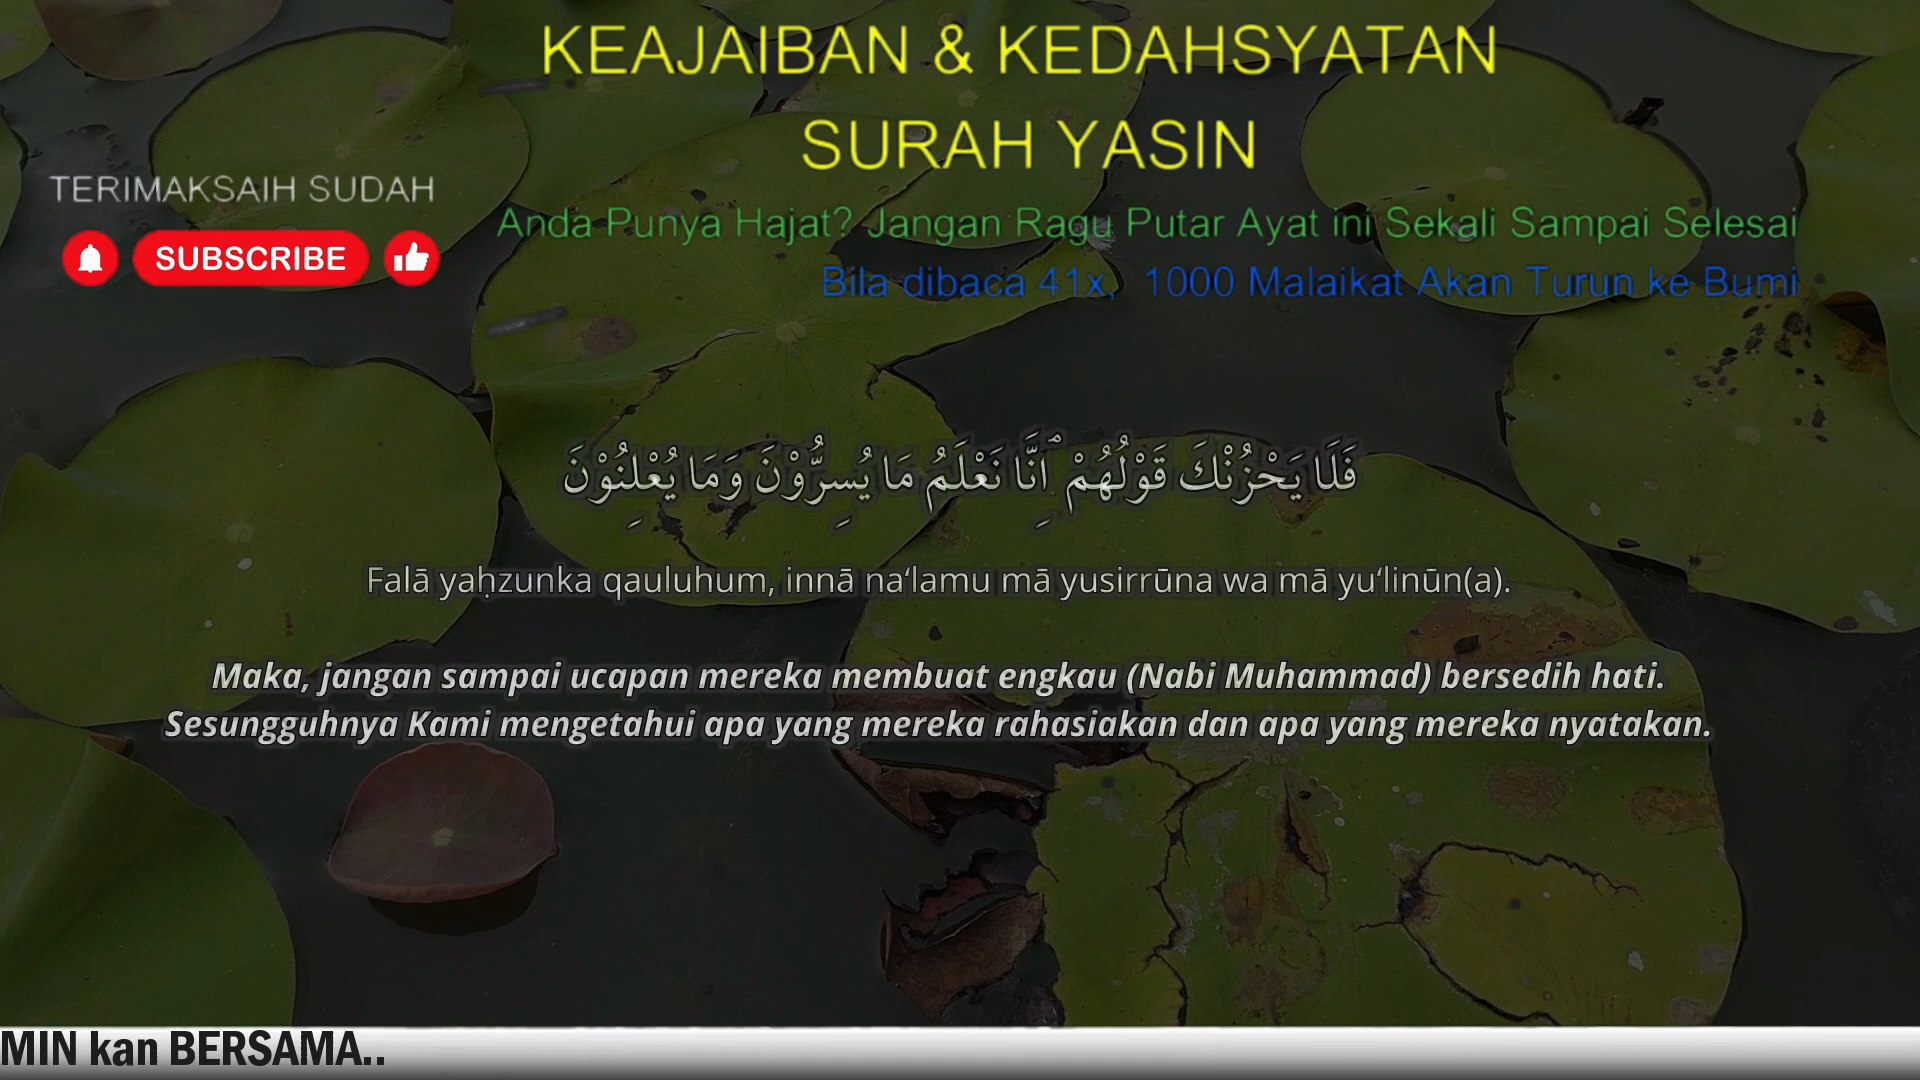 KEAJAIBAN & KEDAHSYATAN
SURAH YASIN
TERIMAKSAIH SUDAH
SUBSCRIBE
Anda Punya Hajat? Jangan Ragu Putar Ayat ini Sekali Sampai Selesai
Bila dibaca 41x, 1000 Malaikat Akan Turun ke Bumi
فَلَا يَحْزُنْكَ قَوْلُهُمْ ۘاِنَّا نَعْلَمُ مَا يُسِرُّوْنَ وَمَا يُعْلِنُوْنَ
Falā yaḥzunka qauluhum, innā na‘lamu mā yusirrūna wa mā yu‘linūn(a).
Maka, jangan sampai ucapan mereka membuat engkau (Nabi Muhammad) bersedih hati.
Sesungguhnya Kami mengetahui apa yang mereka rahasiakan dan apa yang mereka nyatakan.
MIN kan BERSAMA..